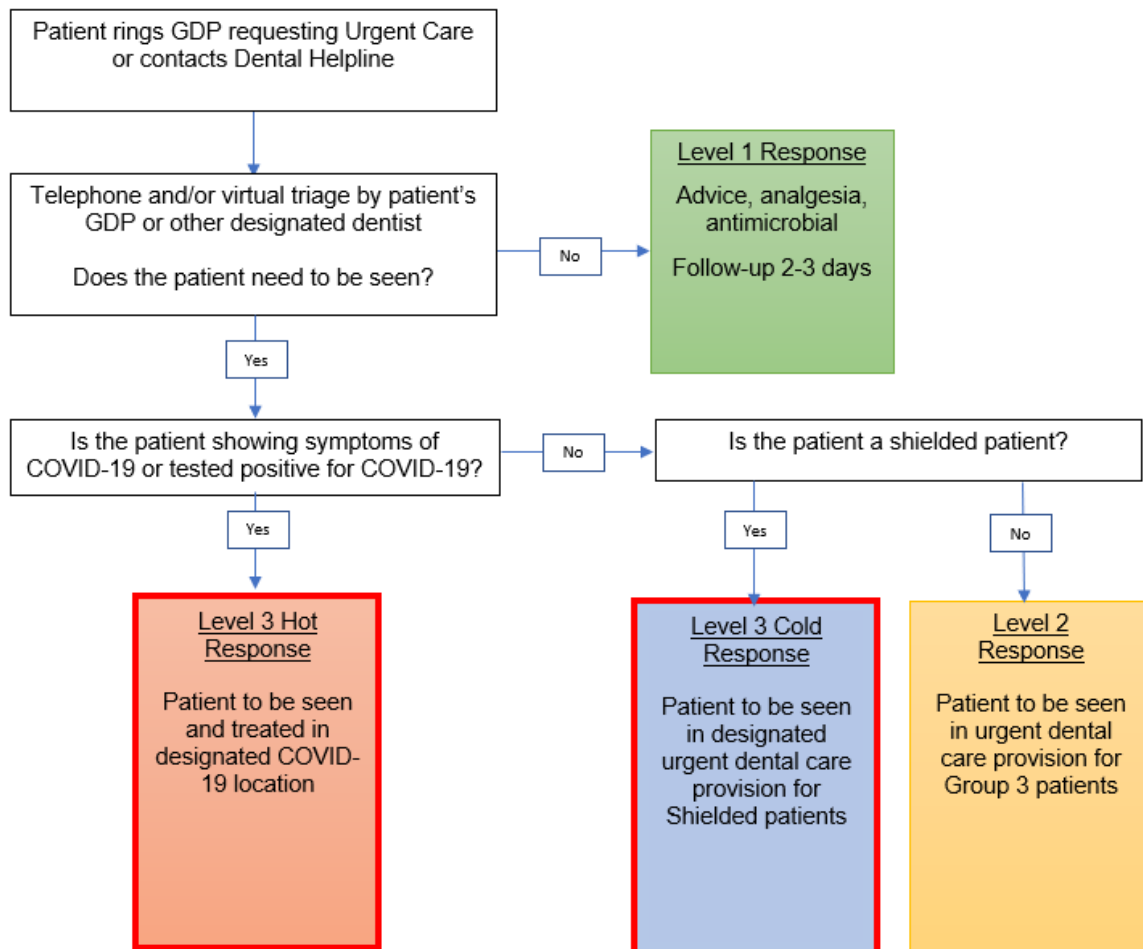 Patient rings GDP requesting Urgent Care
or contacts Dental Helpline
Telephone and/or virtual triage by patient's
GDP or other designated dentist
Does the patient need to be seen?
No
Level 1 Response
Advice, analgesia,
antimicrobial
Follow-up 2-3 days
Yes
Is the patient showing symptoms of
COVID-19 or tested positive for COVID-19?
No
Is the patient a shielded patient?
Yes
Yes
No
Level 3 Hot
Response
Patient to be seen
and treated in
designated COVID-
19 location
Level 3 Cold
Response
Patient to be seen
in designated
urgent dental care
provision for
Shielded patients
Level 2
Response
Patient to be seen
in urgent dental
care provision for
Group 3 patients